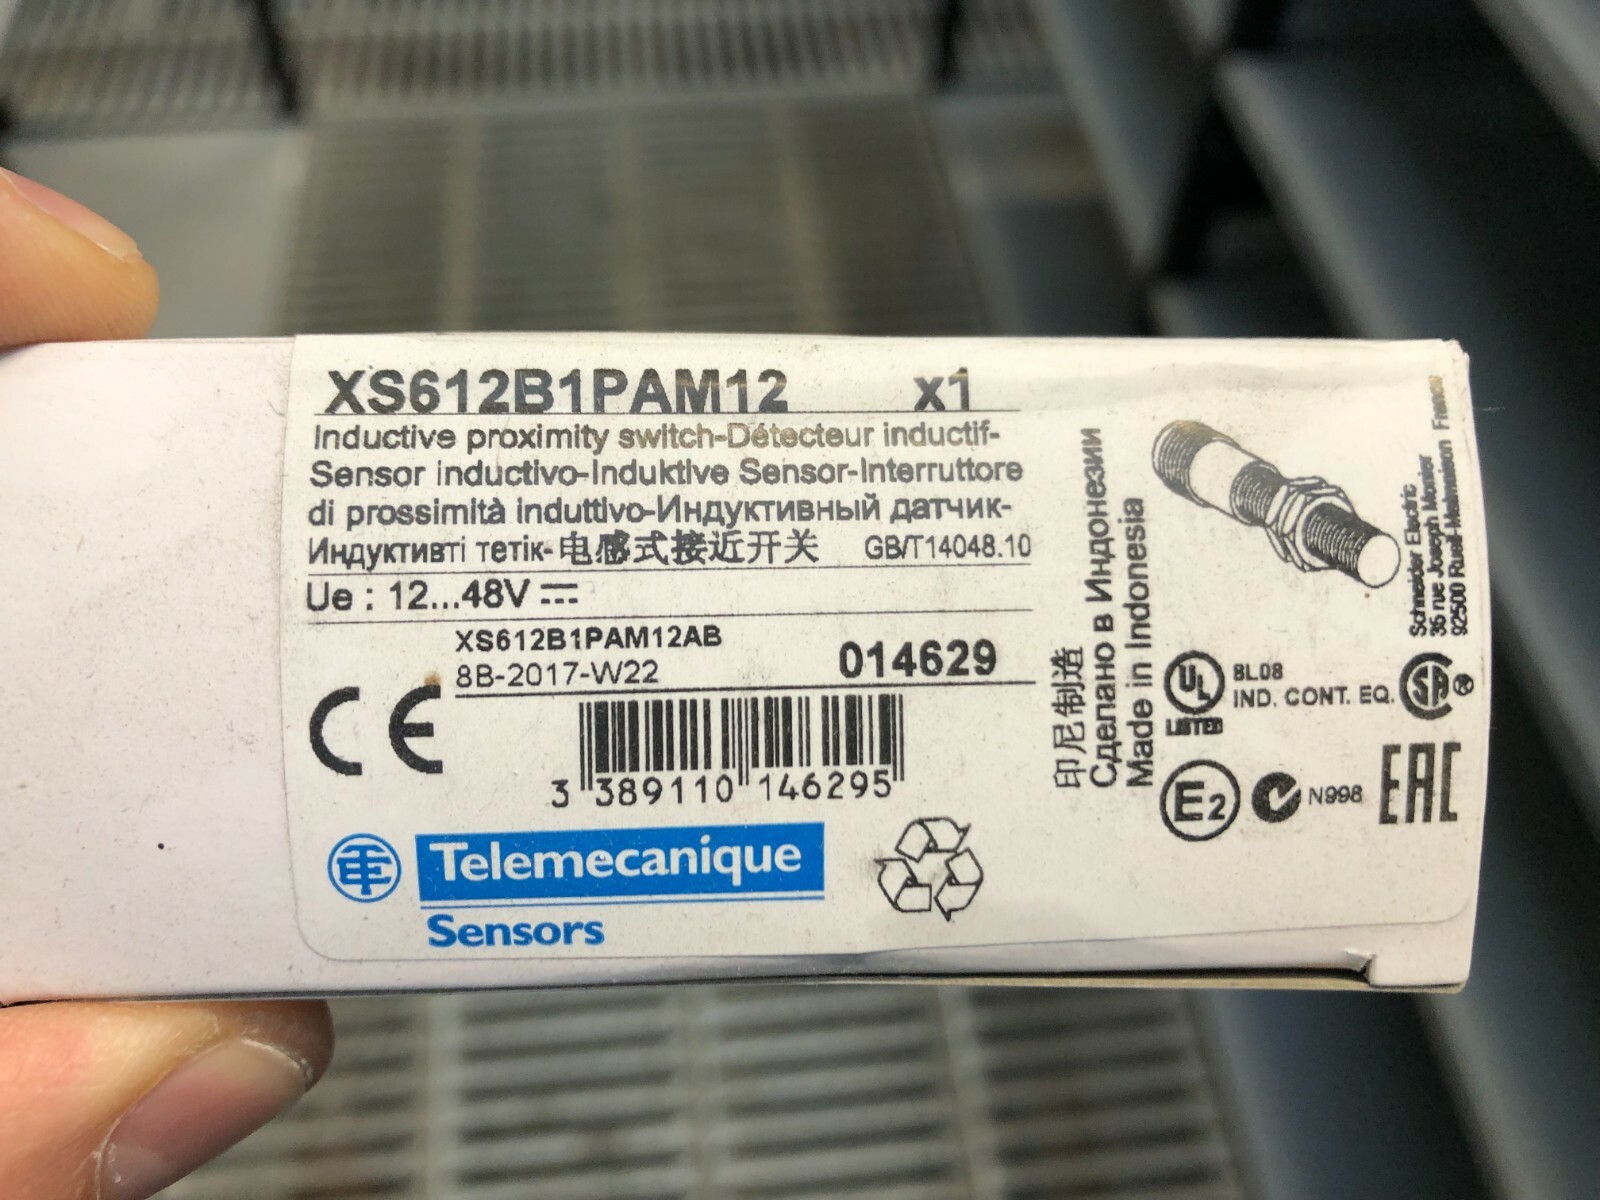 XS612B1PAM12 x1
Inductive proximity switch-Détecteur inductif-
Sensor inductivo-Induktive Sensor-Interruttore
di prossimità induttivo-Индуктивный датчик-
Индуктивті тетік-电感式接近开关 GB/T14048.10
Ue : 12...48V
XS612B1PAM12AB
8B-2017-W22
014629
CE
3 389110 146295
Telemecanique
Sensors
印尼制造
Сделано в Индонезии
Made in Indonesia
Schneider Electric
35 rue Joseph Monier
92500 Rueil-Malmaison France
UL
LISTED
8L08
IND. CONT. EQ.
SA ®
E2
N998
EAC